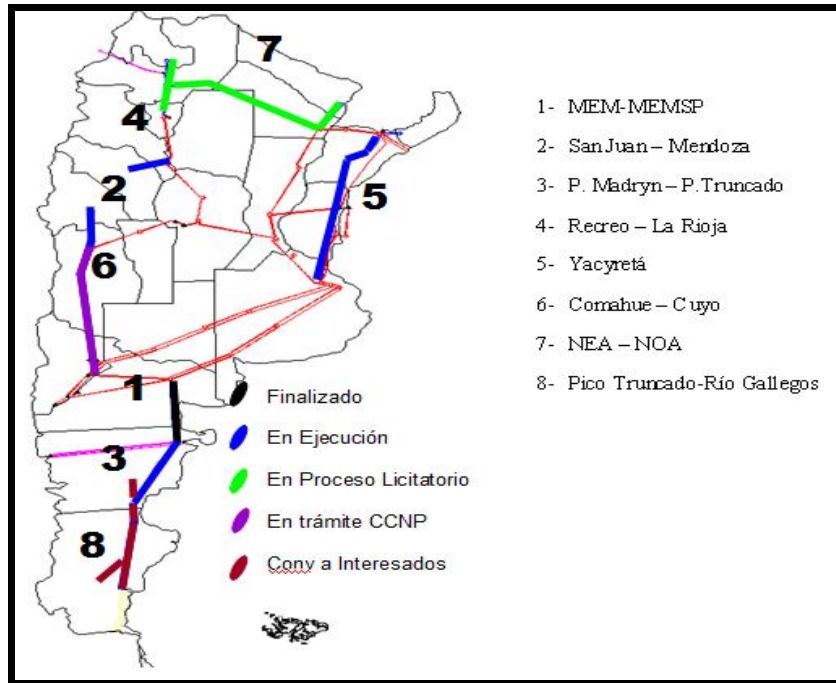 7
4
2
5
6
1
3
8
1- MEM-MEMSP
2- San Juan – Mendoza
3- P. Madryn – P.Truncado
4- Recreo – La Rioja
5- Yacyretá
6- Comahue – Cuyo
7- NEA – NOA
8- Pico Truncado-Río Gallegos
Finalizado
En Ejecución
En Proceso Licitatorio
En trámite CCNP
Conv a Interesados